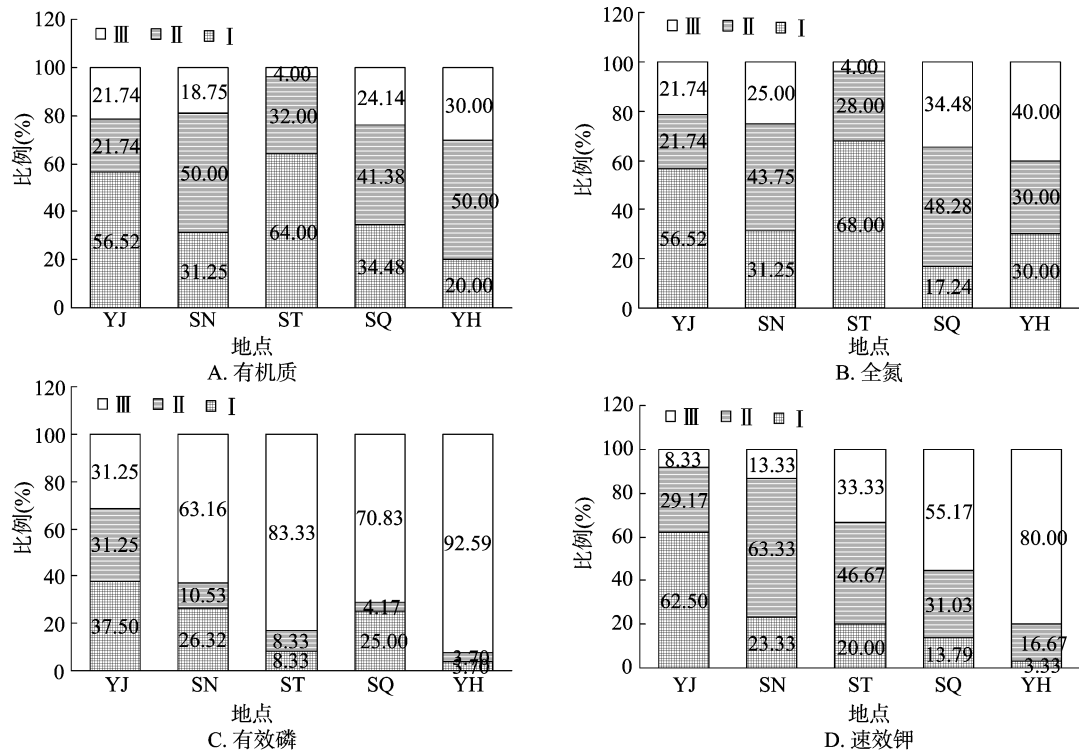 120
100
80
60
40
20
0
比例(%)
Ⅲ Ⅱ Ⅰ
21.74 18.75 4.00 24.14 30.00
21.74 50.00 32.00 41.38 50.00
56.52 31.25 64.00 34.48 20.00
YJ SN ST SQ YH
地点
A. 有机质
120
100
80
60
40
20
0
比例(%)
Ⅲ Ⅱ Ⅰ
21.74 25.00 4.00 34.48 40.00
21.74 43.75 28.00 48.28 30.00
56.52 31.25 68.00 17.24 30.00
YJ SN ST SQ YH
地点
B. 全氮
120
100
80
60
40
20
0
比例(%)
Ⅲ Ⅱ Ⅰ
31.25 63.16 83.33 70.83 92.59
31.25 10.53 8.33 4.17 3.70
37.50 26.32 8.33 25.00 3.70
YJ SN ST SQ YH
地点
C. 有效磷
120
100
80
60
40
20
0
比例(%)
Ⅲ Ⅱ Ⅰ
8.33 13.33 33.33 55.17 80.00
29.17 63.33 46.67 31.03 16.67
62.50 23.33 20.00 13.79 3.33
YJ SN ST SQ YH
地点
D. 速效钾